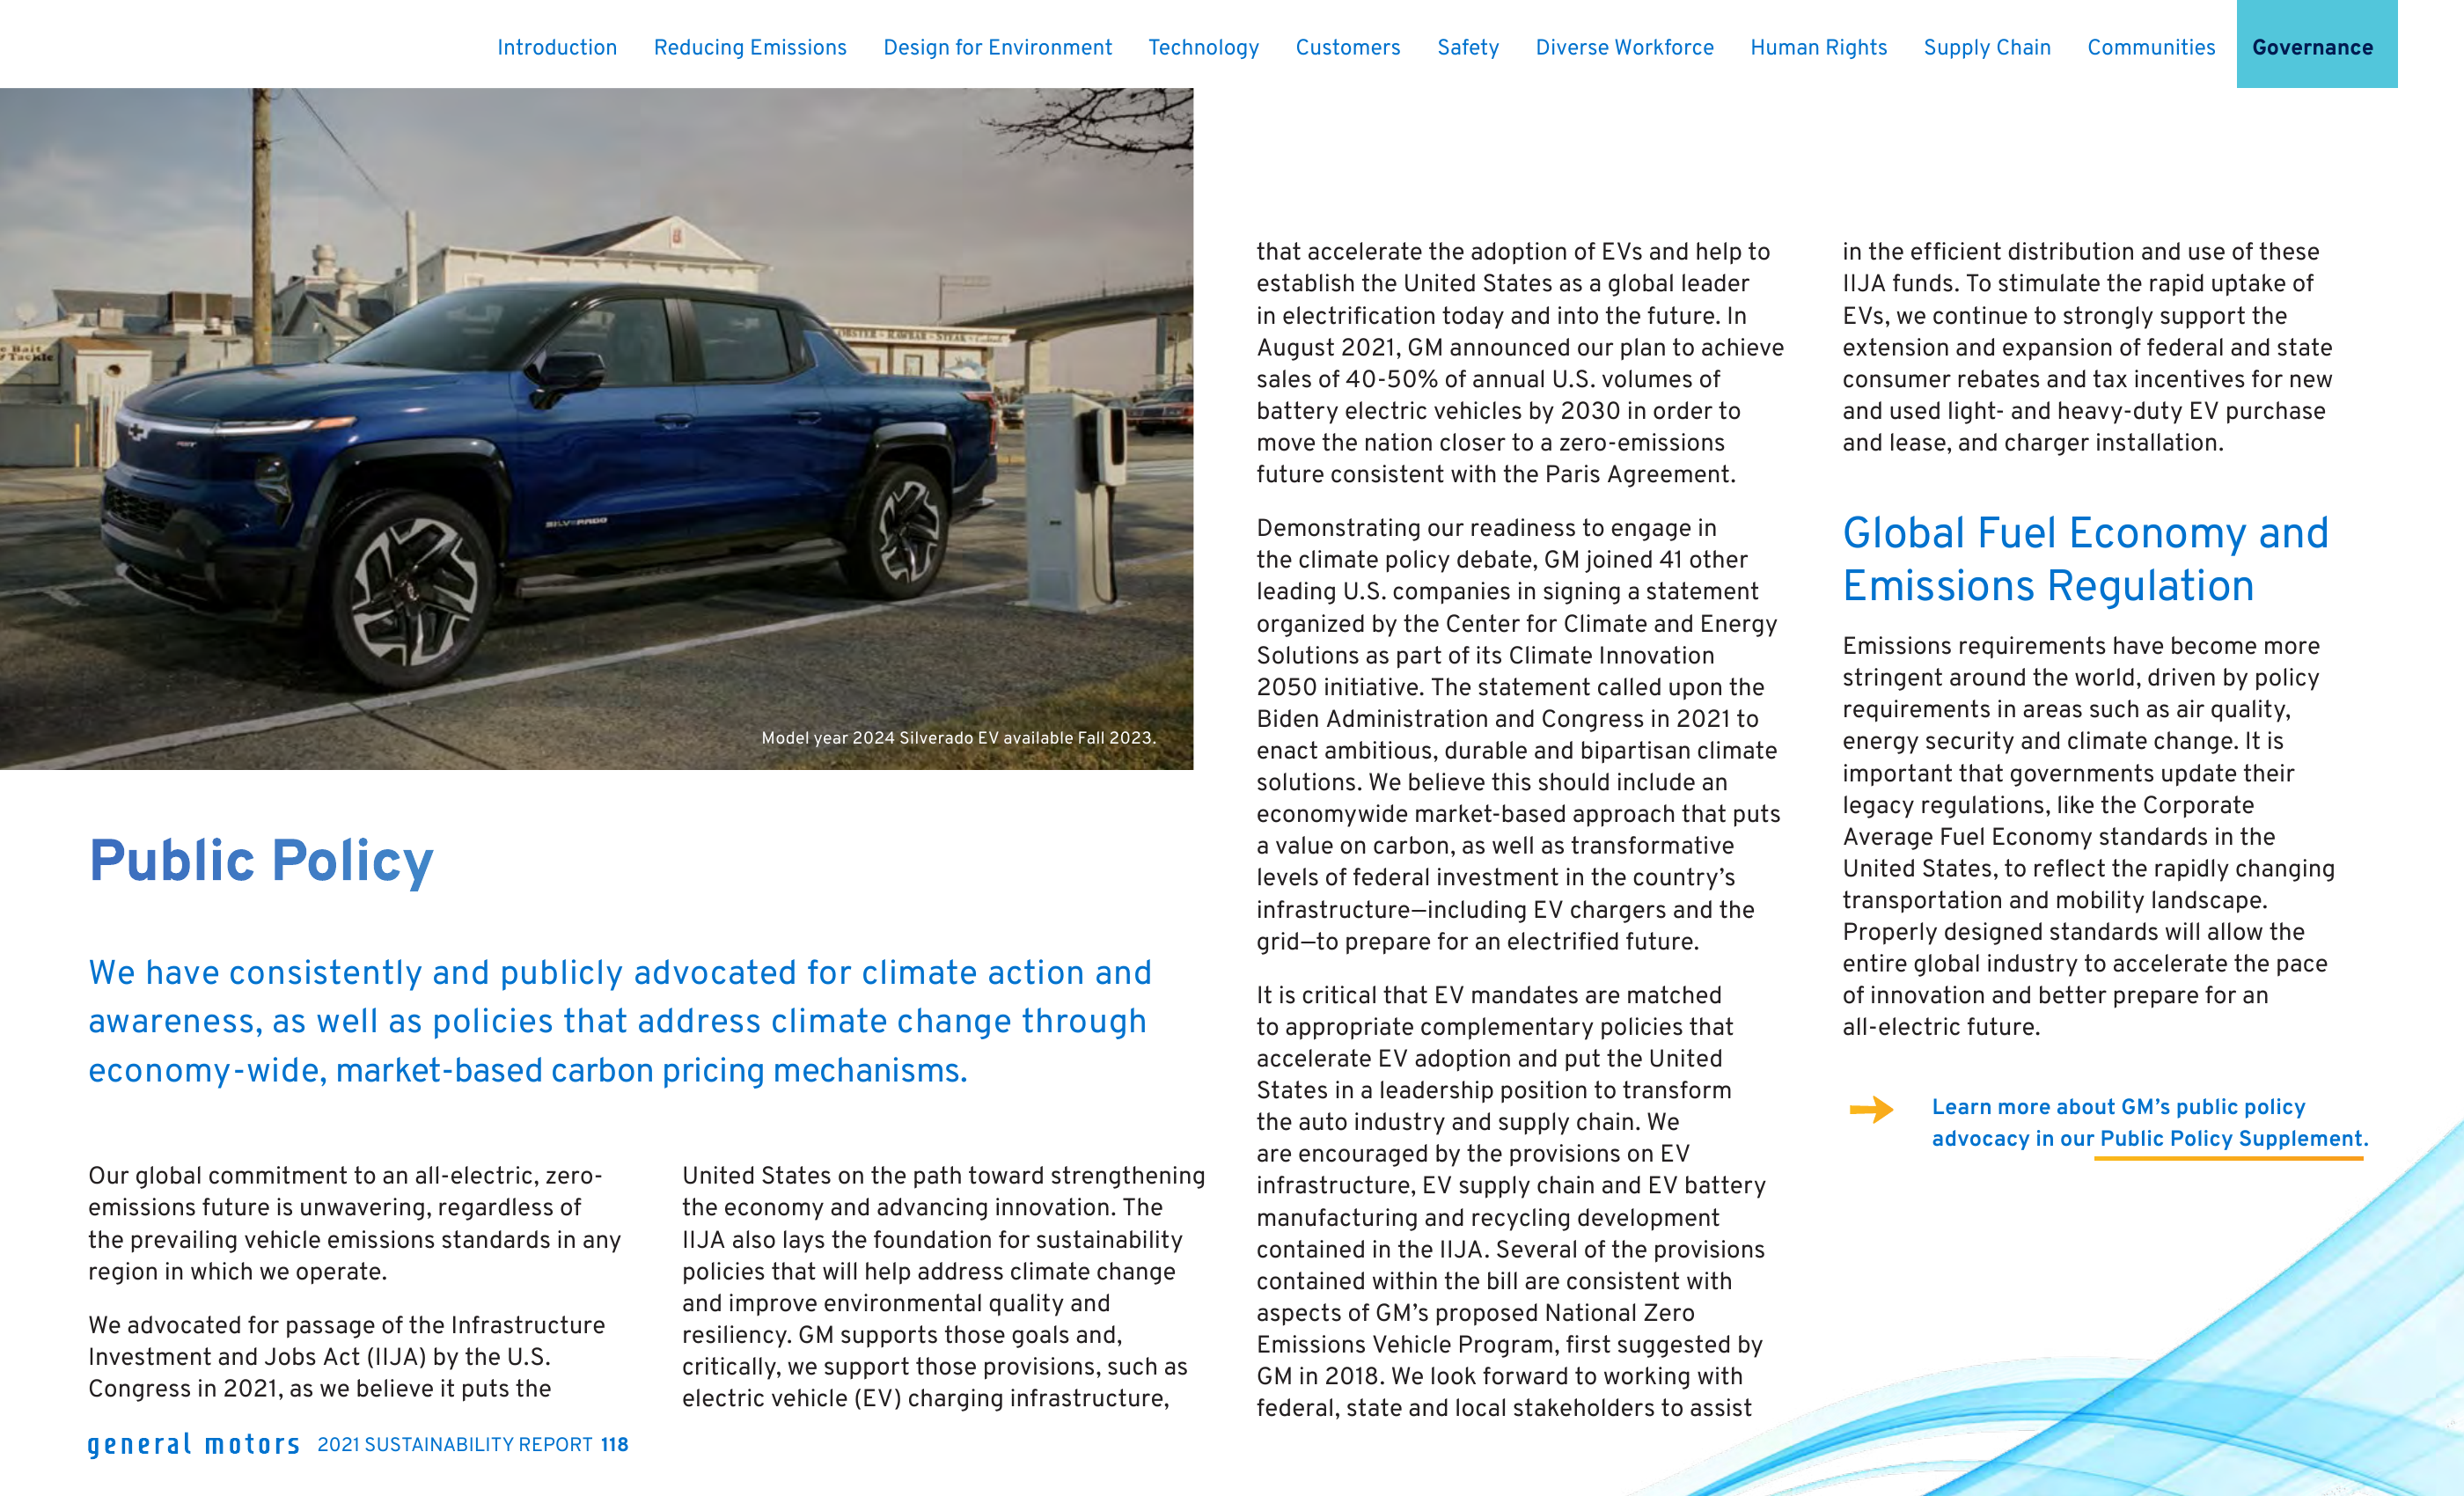 Introduction Reducing Emissions Design for Environment Technology Customers Safety Diverse Workforce Human Rights Supply Chain Communities Governance
SILVERADO
Model year 2024 Silverado EV available Fall 2023.
Public Policy
We have consistently and publicly advocated for climate action and
awareness, as well as policies that address climate change through
economy-wide, market-based carbon pricing mechanisms.
Our global commitment to an all-electric, zero-
emissions future is unwavering, regardless of
the prevailing vehicle emissions standards in any
region in which we operate.
We advocated for passage of the Infrastructure
Investment and Jobs Act (IIJA) by the U.S.
Congress in 2021, as we believe it puts the
United States on the path toward strengthening
the economy and advancing innovation. The
IIJA also lays the foundation for sustainability
policies that will help address climate change
and improve environmental quality and
resiliency. GM supports those goals and,
critically, we support those provisions, such as
electric vehicle (EV) charging infrastructure,
that accelerate the adoption of EVs and help to
establish the United States as a global leader
in electrification today and into the future. In
August 2021, GM announced our plan to achieve
sales of 40-50% of annual U.S. volumes of
battery electric vehicles by 2030 in order to
move the nation closer to a zero-emissions
future consistent with the Paris Agreement.
Demonstrating our readiness to engage in
the climate policy debate, GM joined 41 other
leading U.S. companies in signing a statement
organized by the Center for Climate and Energy
Solutions as part of its Climate Innovation
2050 initiative. The statement called upon the
Biden Administration and Congress in 2021 to
enact ambitious, durable and bipartisan climate
solutions. We believe this should include an
economywide market-based approach that puts
a value on carbon, as well as transformative
levels of federal investment in the country's
infrastructure—including EV chargers and the
grid—to prepare for an electrified future.
It is critical that EV mandates are matched
to appropriate complementary policies that
accelerate EV adoption and put the United
States in a leadership position to transform
the auto industry and supply chain. We
are encouraged by the provisions on EV
infrastructure, EV supply chain and EV battery
manufacturing and recycling development
contained in the IIJA. Several of the provisions
contained within the bill are consistent with
aspects of GM's proposed National Zero
Emissions Vehicle Program, first suggested by
GM in 2018. We look forward to working with
federal, state and local stakeholders to assist
in the efficient distribution and use of these
IIJA funds. To stimulate the rapid uptake of
EVs, we continue to strongly support the
extension and expansion of federal and state
consumer rebates and tax incentives for new
and used light- and heavy-duty EV purchase
and lease, and charger installation.
Global Fuel Economy and
Emissions Regulation
Emissions requirements have become more
stringent around the world, driven by policy
requirements in areas such as air quality,
energy security and climate change. It is
important that governments update their
legacy regulations, like the Corporate
Average Fuel Economy standards in the
United States, to reflect the rapidly changing
transportation and mobility landscape.
Properly designed standards will allow the
entire global industry to accelerate the pace
of innovation and better prepare for an
all-electric future.
Learn more about GM's public policy
advocacy in our Public Policy Supplement.
general motors 2021 SUSTAINABILITY REPORT 118